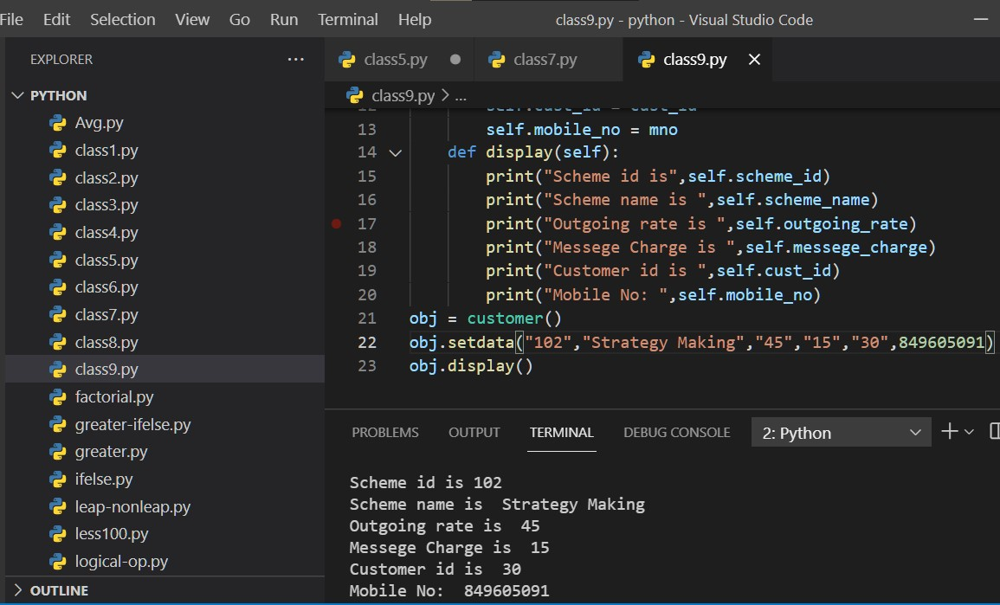 File Edit Selection View Go Run Terminal Help class9.py - python - Visual Studio Code
EXPLORER ...
PYTHON
Avg.py
class1.py
class2.py
class3.py
class4.py
class5.py
class6.py
class7.py
class8.py
class9.py
factorial.py
greater-ifelse.py
greater.py
ifelse.py
leap-nonleap.py
less100.py
logical-op.py
OUTLINE
class5.py class7.py class9.py
class9.py > ...
12 self.cust_id = cust_id
13 self.mobile_no = mno
14 def display(self):
15 print("Scheme id is",self.scheme_id)
16 print("Scheme name is ",self.scheme_name)
17 print("Outgoing rate is ",self.outgoing_rate)
18 print("Messege Charge is ",self.messege_charge)
19 print("Customer id is ",self.cust_id)
20 print("Mobile No: ",self.mobile_no)
21 obj = customer()
22 obj.setdata("102","Strategy Making","45","15","30",849605091)
23 obj.display()
PROBLEMS OUTPUT TERMINAL DEBUG CONSOLE 2: Python
Scheme id is 102
Scheme name is  Strategy Making
Outgoing rate is  45
Messege Charge is  15
Customer id is  30
Mobile No:  849605091